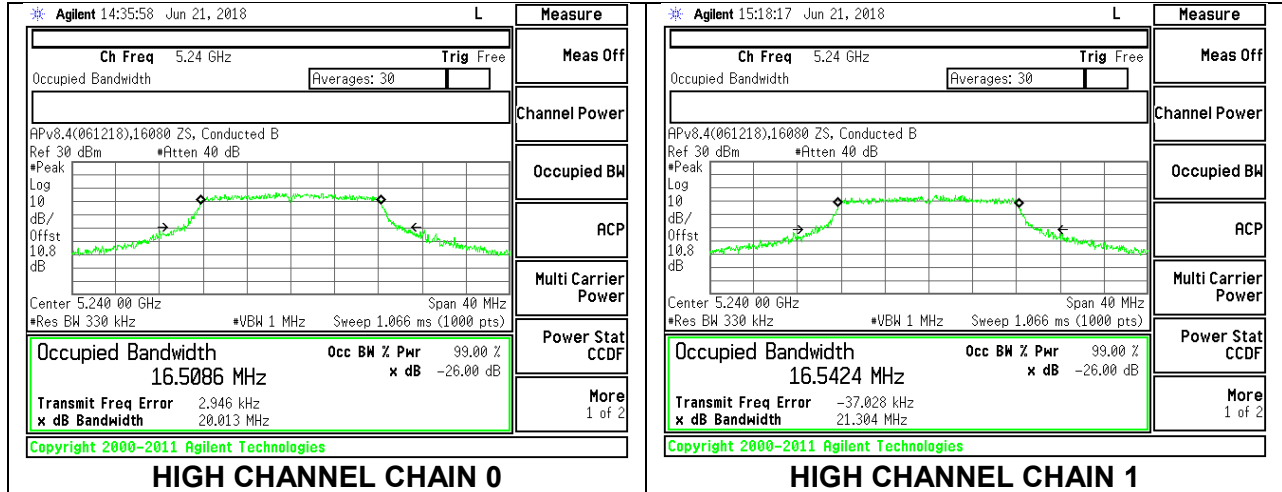 Agilent 14:35:58 Jun 21, 2018 L
Measure
Ch Freq 5.24 GHz Trig Free
Meas Off
Occupied Bandwidth Averages: 30
Channel Power
APv8.4(061218),16080 ZS, Conducted B
Ref 30 dBm #Atten 40 dB
#Peak
Occupied BW
Log
10
dB/
ACP
Offst
10.8
dB
Multi Carrier
Power
Center 5.240 00 GHz Span 40 MHz
#Res BW 330 kHz #VBW 1 MHz Sweep 1.066 ms (1000 pts)
Power Stat
CCDF
Occupied Bandwidth Occ BW % Pwr 99.00 %
16.5086 MHz x dB -26.00 dB
More
1 of 2
Transmit Freq Error 2.946 kHz
x dB Bandwidth 20.013 MHz
Copyright 2000-2011 Agilent Technologies
HIGH CHANNEL CHAIN 0
Agilent 15:18:17 Jun 21, 2018 L
Measure
Ch Freq 5.24 GHz Trig Free
Meas Off
Occupied Bandwidth Averages: 30
Channel Power
APv8.4(061218),16080 ZS, Conducted B
Ref 30 dBm #Atten 40 dB
#Peak
Occupied BW
Log
10
dB/
ACP
Offst
10.8
dB
Multi Carrier
Power
Center 5.240 00 GHz Span 40 MHz
#Res BW 330 kHz #VBW 1 MHz Sweep 1.066 ms (1000 pts)
Power Stat
CCDF
Occupied Bandwidth Occ BW % Pwr 99.00 %
16.5424 MHz x dB -26.00 dB
More
1 of 2
Transmit Freq Error -37.028 kHz
x dB Bandwidth 21.304 MHz
Copyright 2000-2011 Agilent Technologies
HIGH CHANNEL CHAIN 1